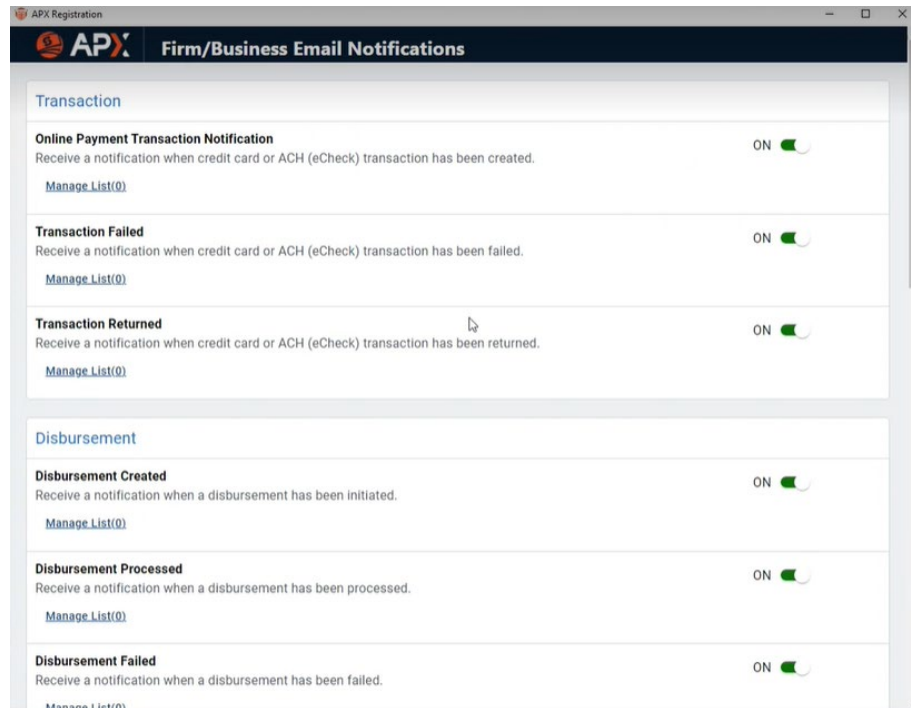 APX Registration
APX Firm/Business Email Notifications
Transaction
Online Payment Transaction Notification
Receive a notification when credit card or ACH (eCheck) transaction has been created.
ON
Manage List(0)
Transaction Failed
Receive a notification when credit card or ACH (eCheck) transaction has been failed.
ON
Manage List(0)
Transaction Returned
Receive a notification when credit card or ACH (eCheck) transaction has been returned.
ON
Manage List(0)
Disbursement
Disbursement Created
Receive a notification when a disbursement has been initiated.
ON
Manage List(0)
Disbursement Processed
Receive a notification when a disbursement has been processed.
ON
Manage List(0)
Disbursement Failed
Receive a notification when a disbursement has been failed.
ON
Manage List(0)